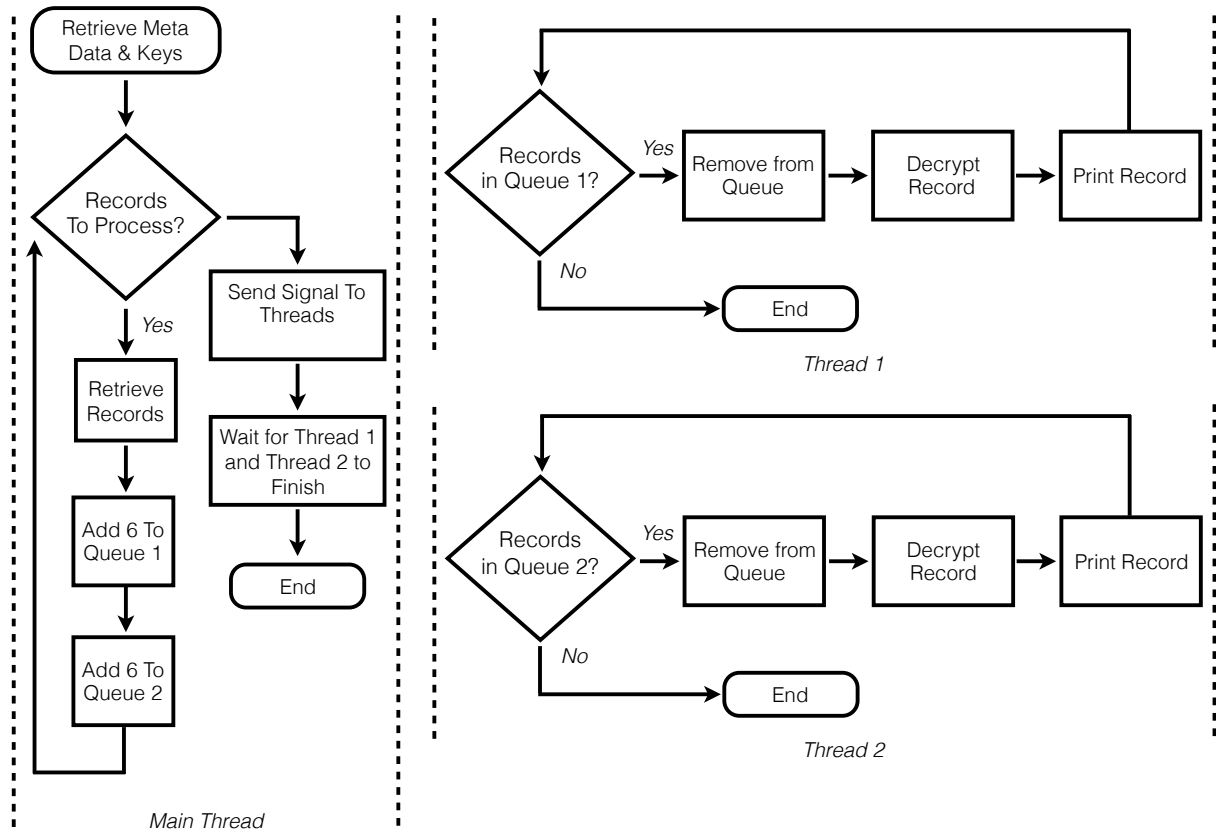 Retrieve Meta
Data & Keys
Records
To Process?
Yes
Retrieve
Records
Add 6 To
Queue 1
Add 6 To
Queue 2
Send Signal To
Threads
Wait for Thread 1
and Thread 2 to
Finish
End
Main Thread
Records
in Queue 1?
Yes
Remove from
Queue
Decrypt
Record
Print Record
No
End
Thread 1
Records
in Queue 2?
Yes
Remove from
Queue
Decrypt
Record
Print Record
No
End
Thread 2